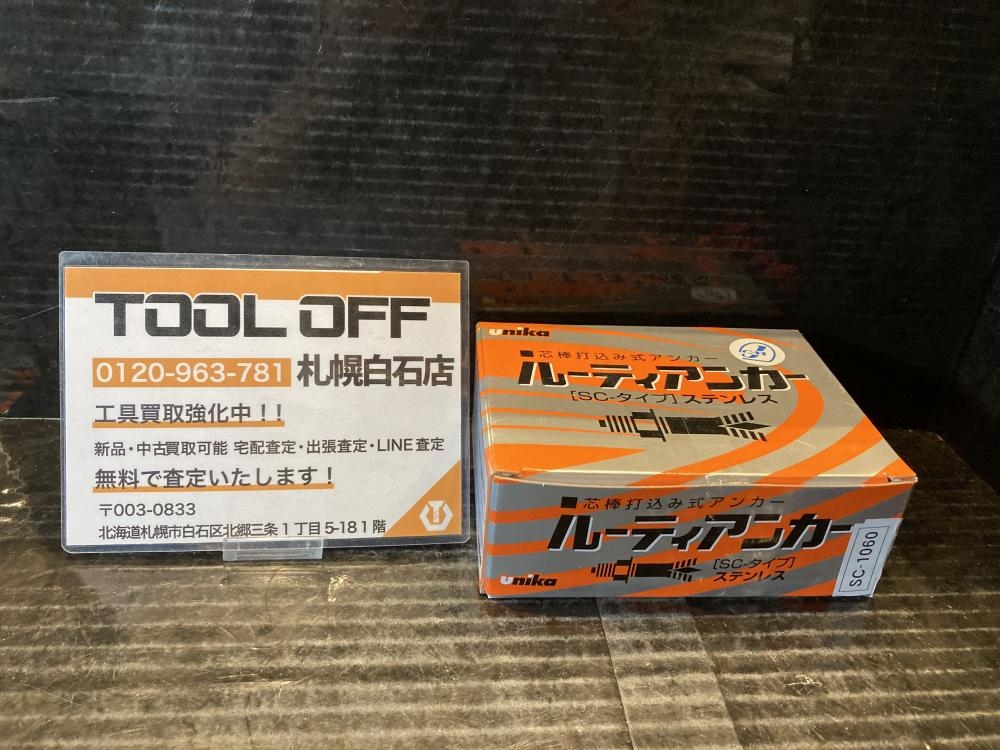 TOOL OFF
0120-963-781 札幌白石店
工具買取強化中！！
新品・中古買取可能 宅配査定・出張査定・LINE査定
無料で査定いたします！
〒003-0833
北海道札幌市白石区北郷三条1丁目5-18 1階
unika
■芯棒打込み式アンカー
ルーティアンカー
[SC-タイプ]ステンレス
■芯棒打込み式アンカー
ルーティアンカー
[SC-タイプ]
ステンレス
unika
SC-1060